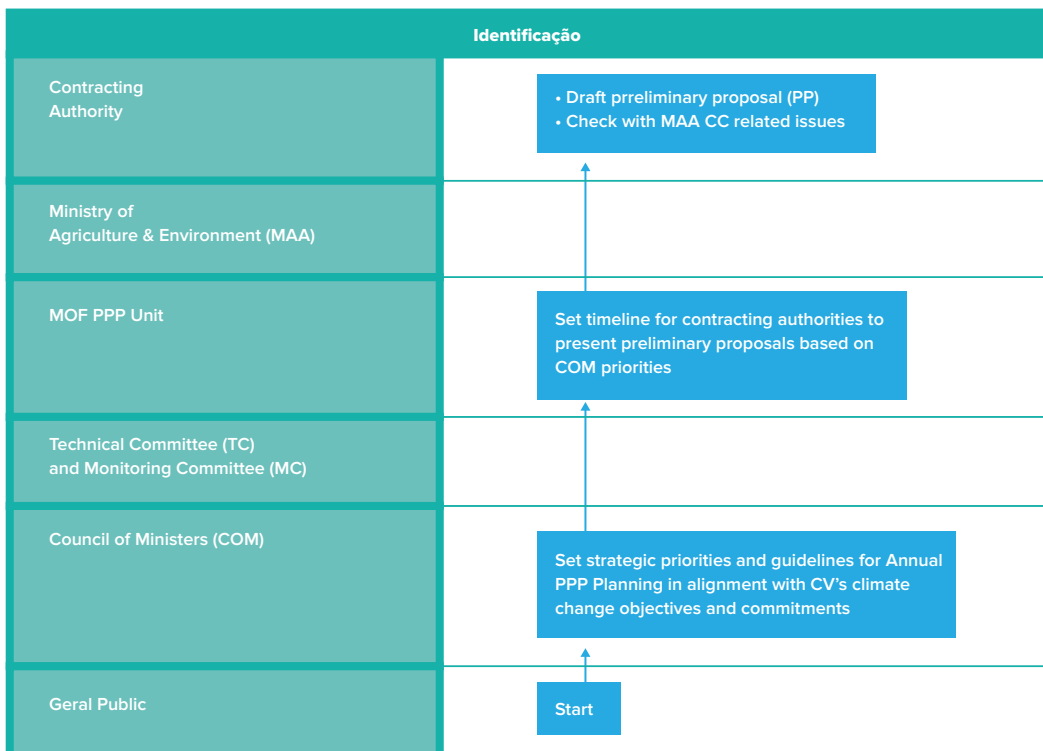 Identificação
Contracting
Authority
• Draft prreliminary proposal (PP)
• Check with MAA CC related issues
Ministry of
Agriculture & Environment (MAA)
MOF PPP Unit
Set timeline for contracting authorities to
present preliminary proposals based on
COM priorities
Technical Committee (TC)
and Monitoring Committee (MC)
Council of Ministers (COM)
Set strategic priorities and guidelines for Annual
PPP Planning in alignment with CV's climate
change objectives and commitments
Geral Public
Start